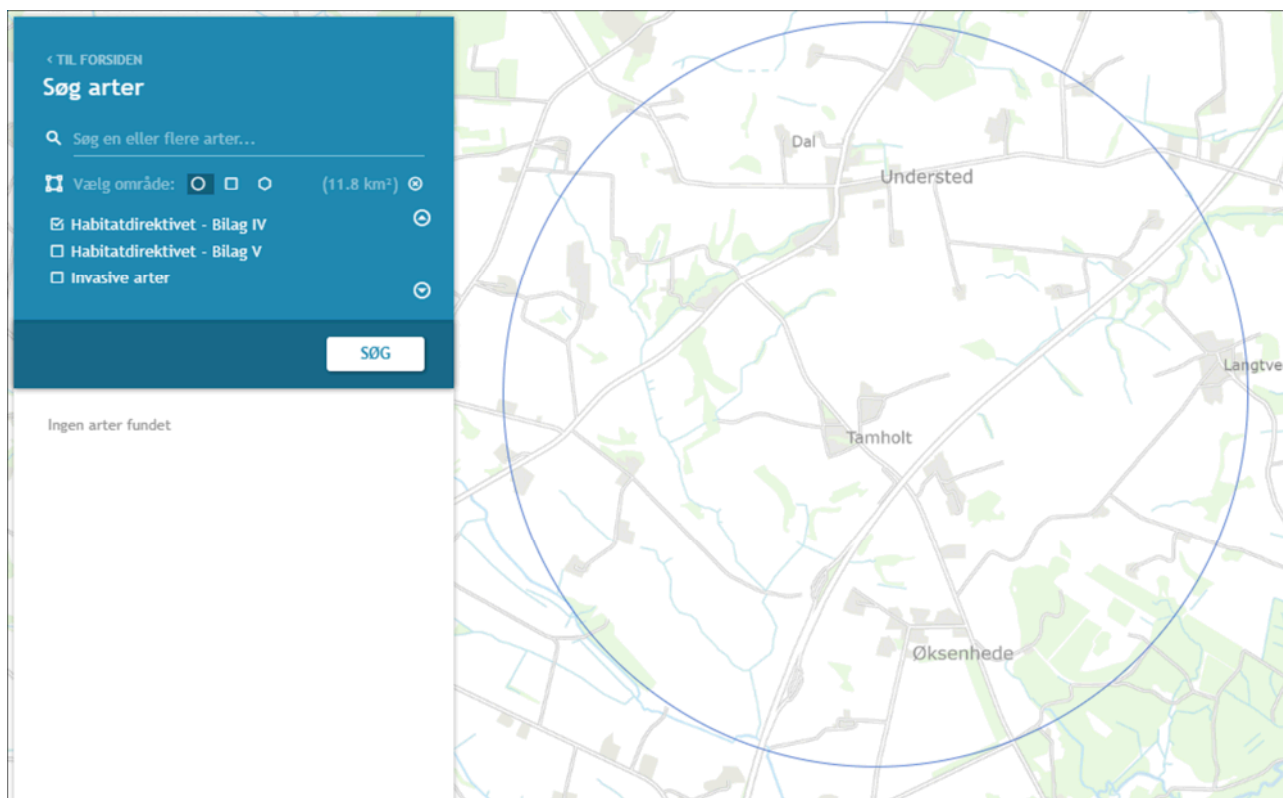 ‹ TIL FORSIDEN
Søg arter
Søg en eller flere arter...
Vælg område: (11.8 km²)
Habitatdirektivet - Bilag IV
Habitatdirektivet - Bilag V
Invasive arter
SØG
Ingen arter fundet
Dal
Understed
Langtve
Tamholt
Øksenhede